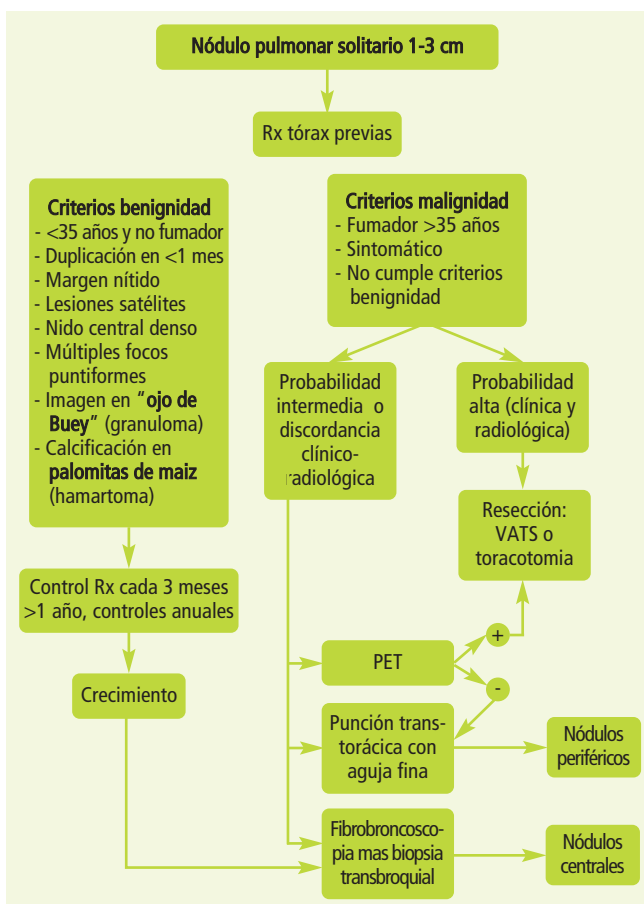 Nódulo pulmonar solitario 1-3 cm
Rx tórax previas
Criterios benignidad
- <35 años y no fumador
- Duplicación en <1 mes
- Margen nítido
- Lesiones satélites
- Nido central denso
- Múltiples focos
puntiformes
- Imagen en "ojo de
Buey" (granuloma)
- Calcificación en
palomitas de maiz
(hamartoma)
Criterios malignidad
- Fumador >35 años
- Sintomático
- No cumple criterios
benignidad
Probabilidad
intermedia o
discordancia
clínico-
radiológica
Probabilidad
alta (clínica y
radiológica)
Resección:
VATS o
toracotomia
Control Rx cada 3 meses
>1 año, controles anuales
Crecimiento
PET
+
-
Punción trans-
torácica con
aguja fina
Nódulos
periféricos
Fibrobroncosco-
pia mas biopsia
transbroquial
Nódulos
centrales